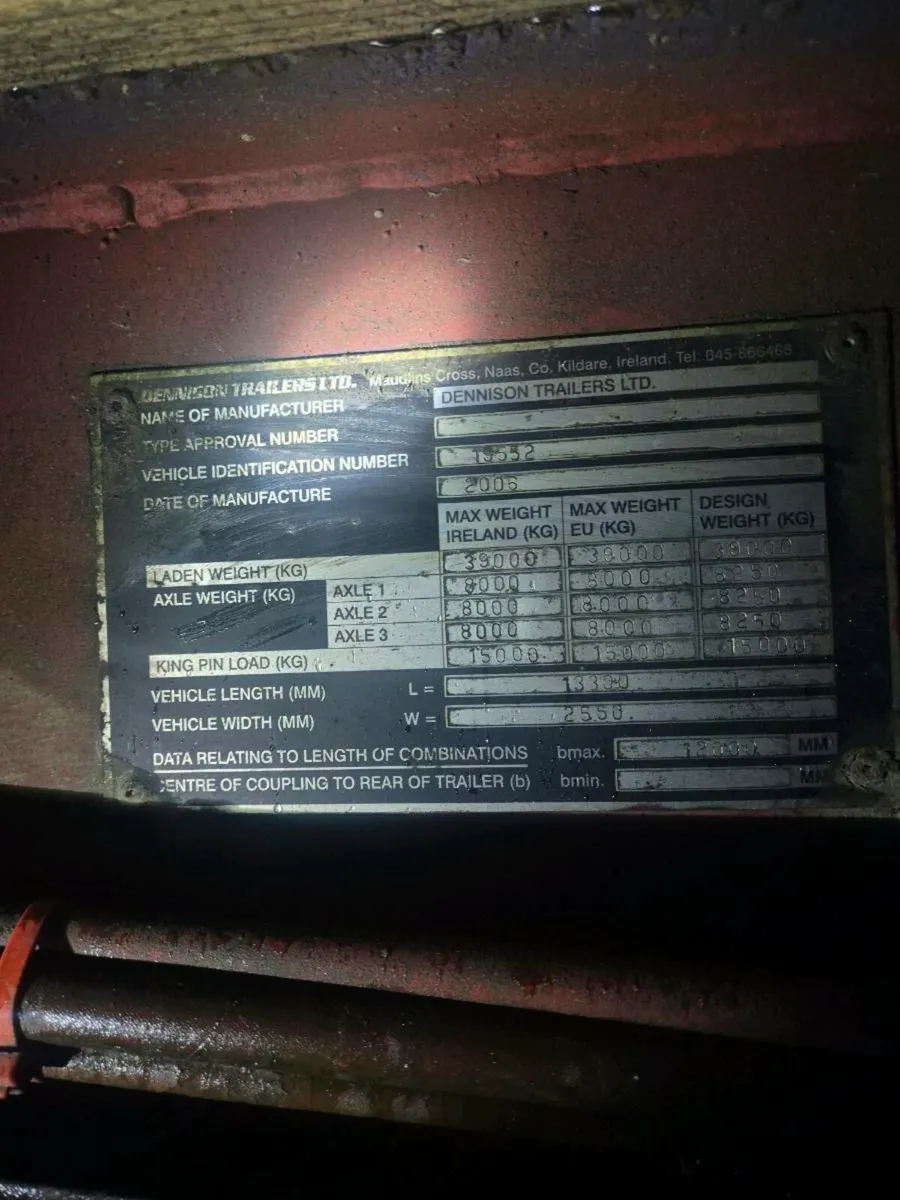 DENNISON TRAILERS LTD. Maudlins Cross, Naas, Co. Kildare, Ireland. Tel: 045-866468
NAME OF MANUFACTURER DENNISON TRAILERS LTD.
TYPE APPROVAL NUMBER
VEHICLE IDENTIFICATION NUMBER 19552
DATE OF MANUFACTURE 2006
MAX WEIGHT IRELAND (KG) MAX WEIGHT EU (KG) DESIGN WEIGHT (KG)
LADEN WEIGHT (KG) 39000 39000 39000
AXLE WEIGHT (KG) AXLE 1 8000 8000 8250
AXLE 2 8000 8000 8250
AXLE 3 8000 8000 8250
KING PIN LOAD (KG) 15000 15000 15000
VEHICLE LENGTH (MM) L = 13300
VEHICLE WIDTH (MM) W = 2550
DATA RELATING TO LENGTH OF COMBINATIONS bmax. 12000 MM
CENTRE OF COUPLING TO REAR OF TRAILER (b) bmin. MM